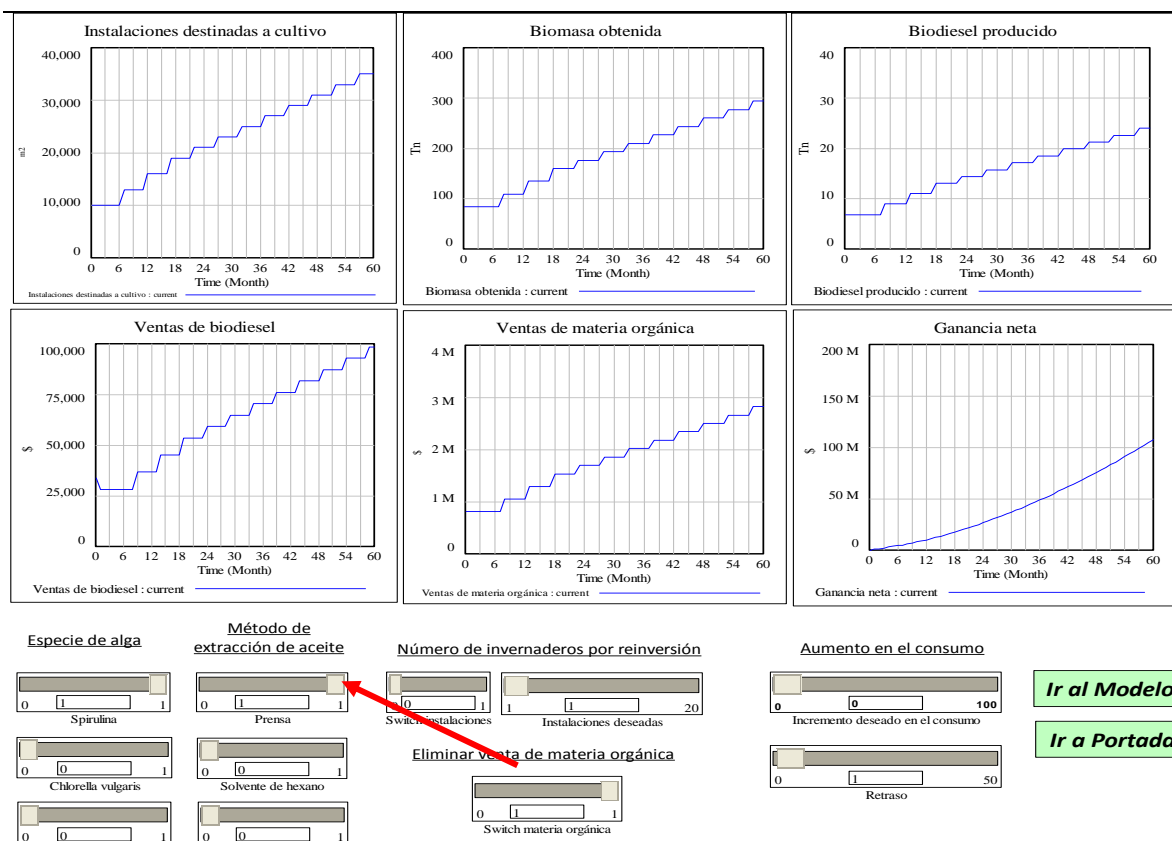 Instalaciones destinadas a cultivo
40,000
30,000
20,000
10,000
0
m2
0 6 12 18 24 30 36 42 48 54 60
Time (Month)
Instalaciones destinadas a cultivo : current
Biomasa obtenida
400
300
200
100
0
Tn
0 6 12 18 24 30 36 42 48 54 60
Time (Month)
Biomasa obtenida : current
Biodiesel producido
40
30
20
10
0
Tn
0 6 12 18 24 30 36 42 48 54 60
Time (Month)
Biodiesel producido : current
Ventas de biodiesel
100,000
75,000
50,000
25,000
0
$
0 6 12 18 24 30 36 42 48 54 60
Time (Month)
Ventas de biodiesel : current
Ventas de materia orgánica
4 M
3 M
2 M
1 M
0
$
0 6 12 18 24 30 36 42 48 54 60
Time (Month)
Ventas de materia orgánica : current
Ganancia neta
200 M
150 M
100 M
50 M
0
$
0 6 12 18 24 30 36 42 48 54 60
Time (Month)
Ganancia neta : current
Especie de alga
0 1 1
Spirulina
0 0 1
Chlorella vulgaris
0 0 1
Método de
extracción de aceite
0 1 1
Prensa
0 0 1
Solvente de hexano
0 0 1
Número de invernaderos por reinversión
0 0 1
Switch instalaciones
1 1 20
Instalaciones deseadas
Eliminar venta de materia orgánica
0 1 1
Switch materia orgánica
Aumento en el consumo
0 0 100
Incremento deseado en el consumo
0 1 50
Retraso
Ir al Modelo
Ir a Portada